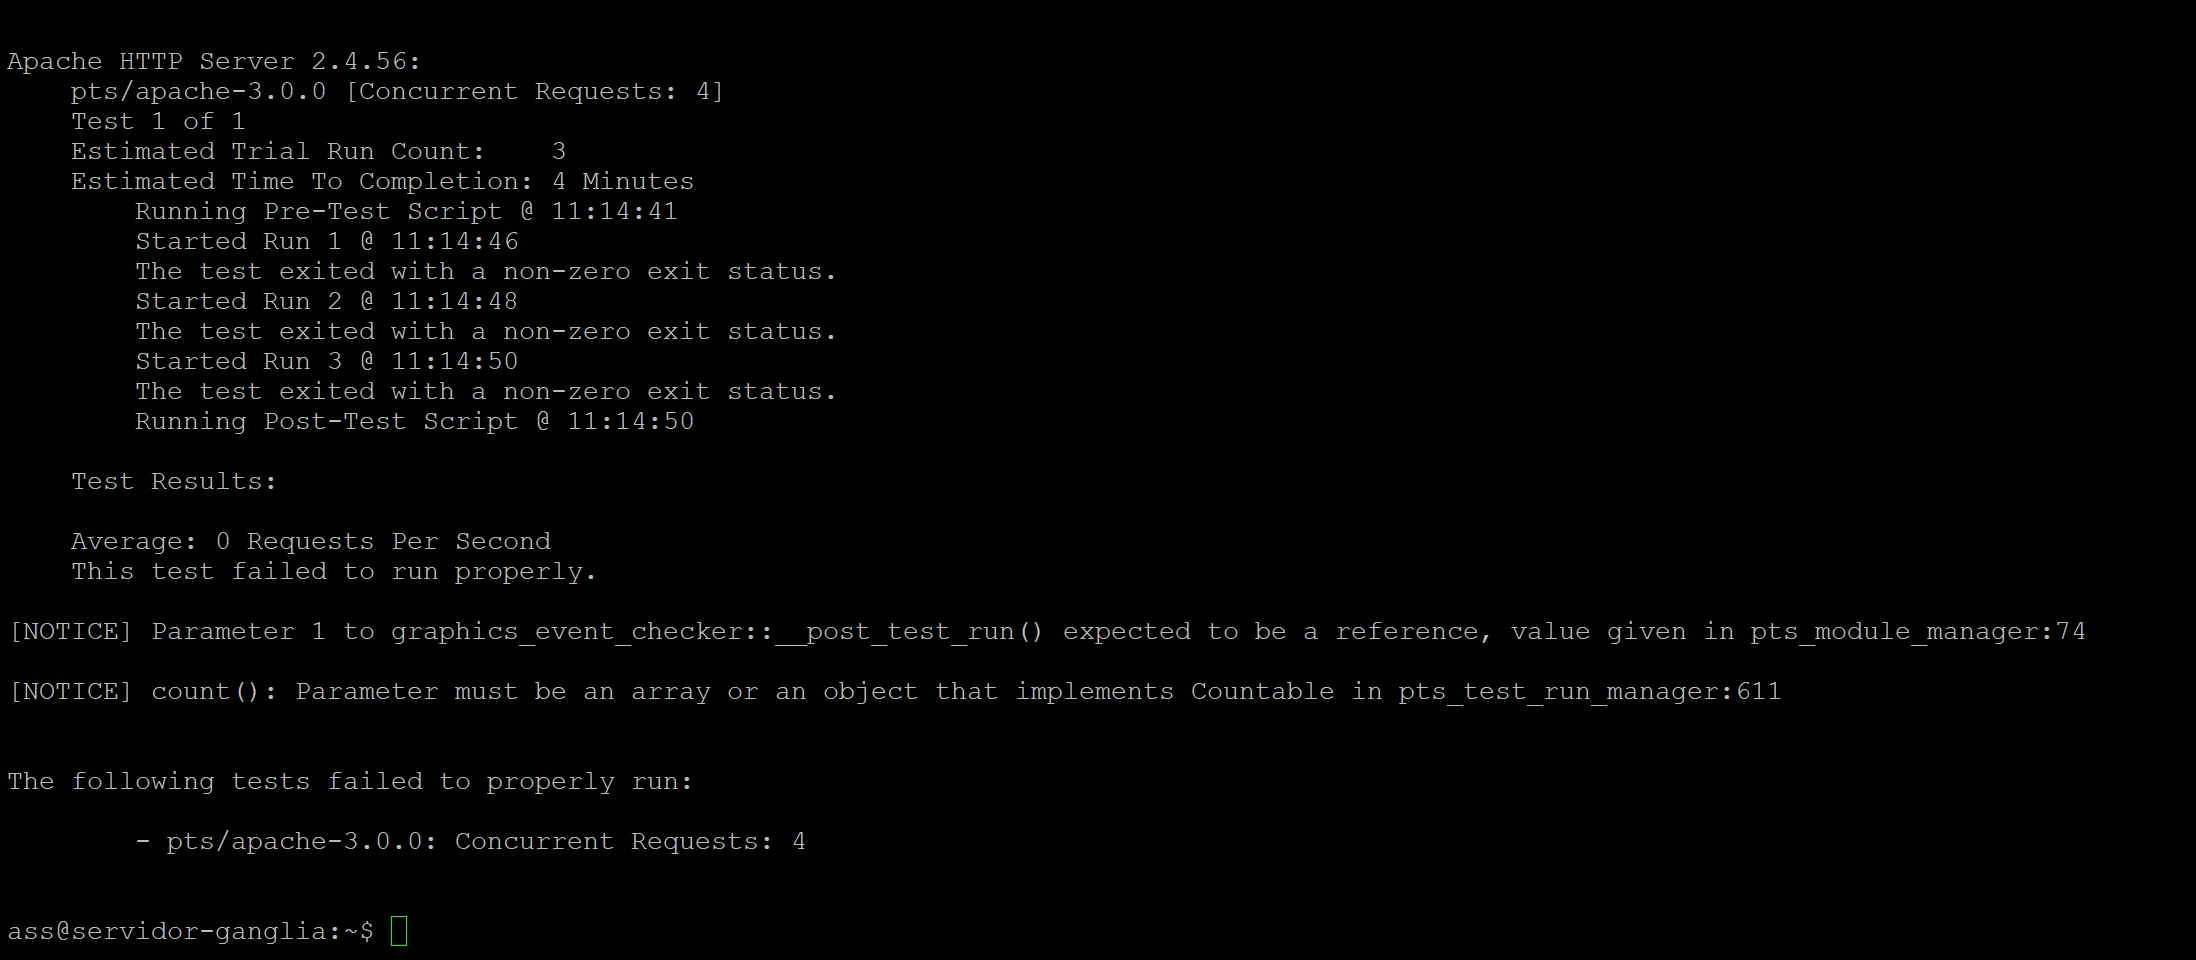 Apache HTTP Server 2.4.56:
pts/apache-3.0.0 [Concurrent Requests: 4]
Test 1 of 1
Estimated Trial Run Count:    3
Estimated Time To Completion: 4 Minutes
Running Pre-Test Script @ 11:14:41
Started Run 1 @ 11:14:46
The test exited with a non-zero exit status.
Started Run 2 @ 11:14:48
The test exited with a non-zero exit status.
Started Run 3 @ 11:14:50
The test exited with a non-zero exit status.
Running Post-Test Script @ 11:14:50
Test Results:
Average: 0 Requests Per Second
This test failed to run properly.
[NOTICE] Parameter 1 to graphics_event_checker::__post_test_run() expected to be a reference, value given in pts_module_manager:74
[NOTICE] count(): Parameter must be an array or an object that implements Countable in pts_test_run_manager:611
The following tests failed to properly run:
- pts/apache-3.0.0: Concurrent Requests: 4
ass@servidor-ganglia:~$